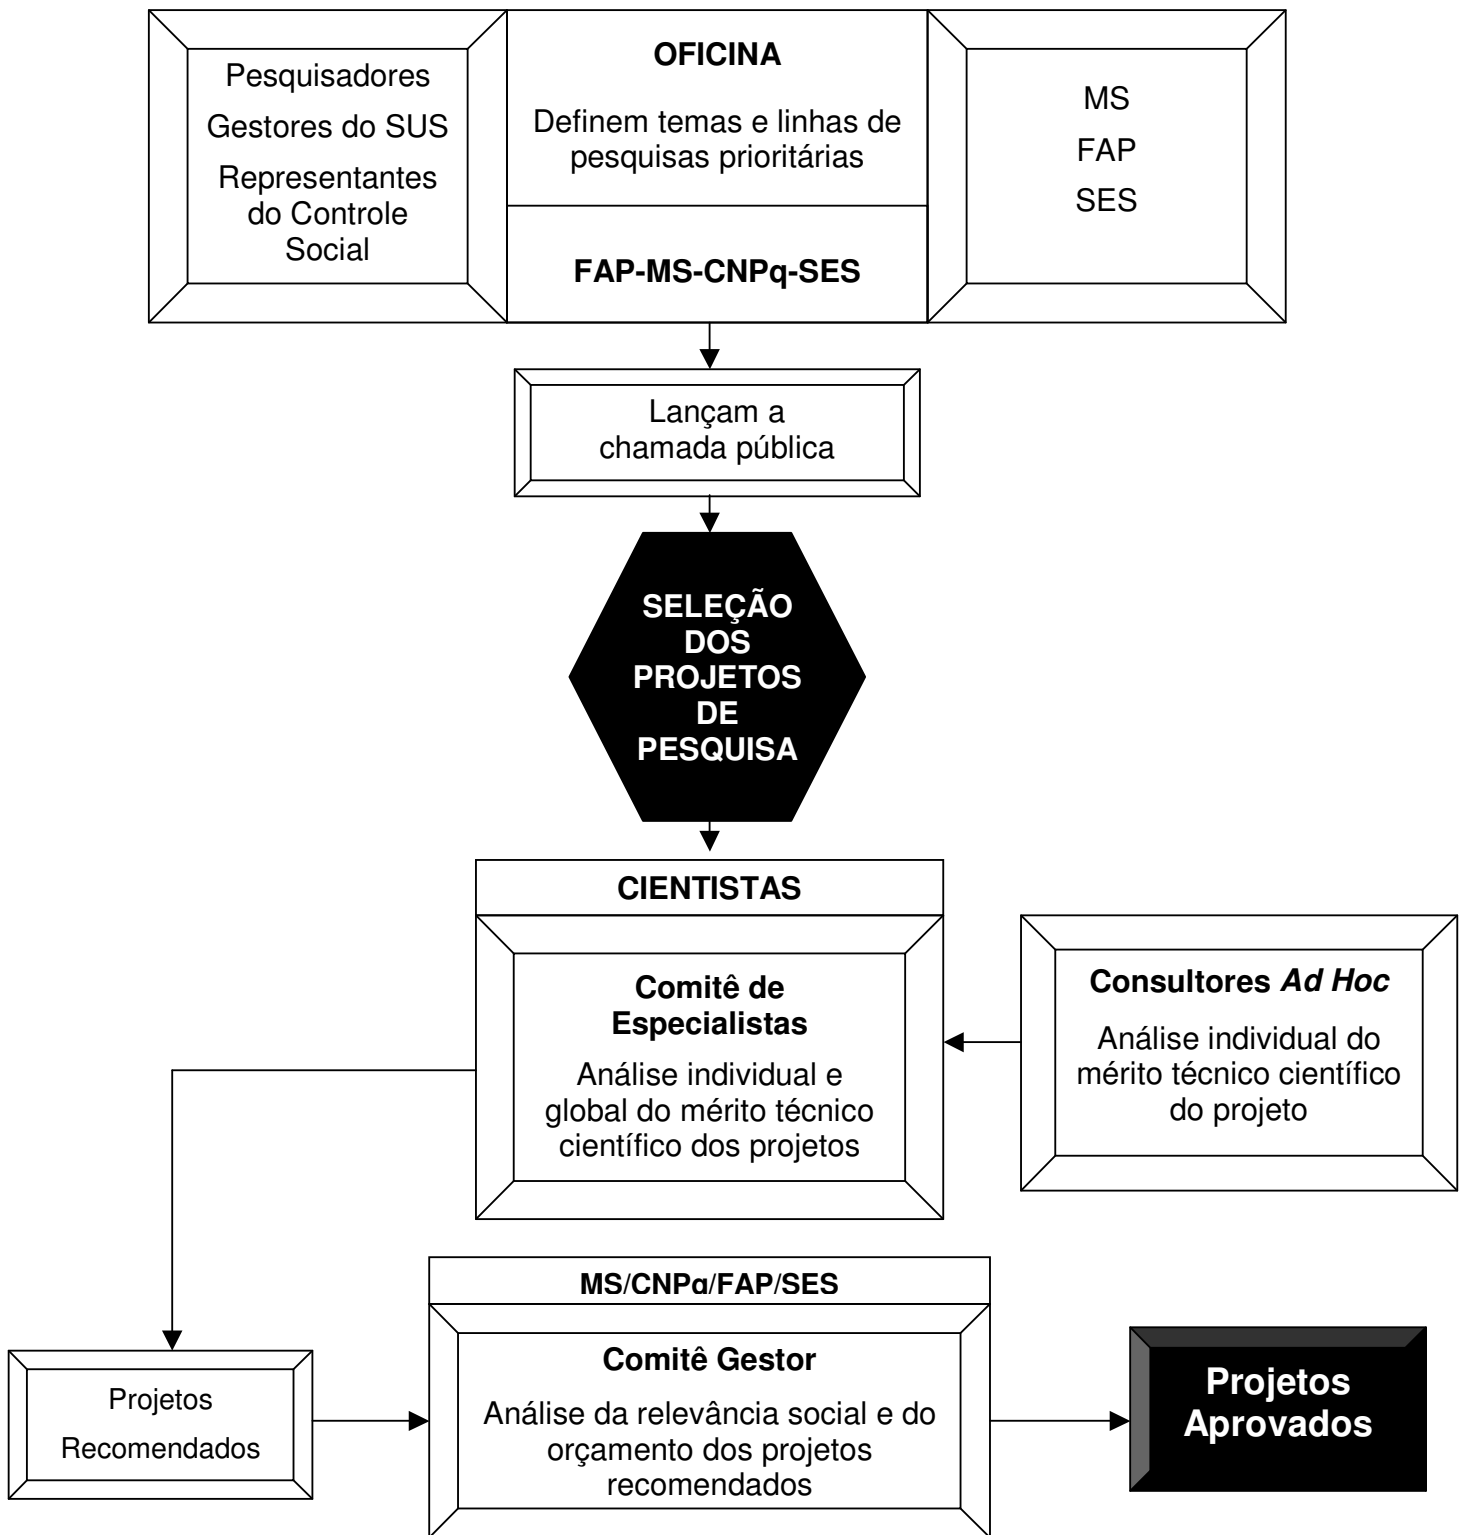 Pesquisadores
Gestores do SUS
Representantes
do Controle
Social
OFICINA
Definem temas e linhas de
pesquisas prioritárias
FAP-MS-CNPq-SES
MS
FAP
SES
Lançam a
chamada pública
SELEÇÃO
DOS
PROJETOS
DE
PESQUISA
CIENTISTAS
Comitê de
Especialistas
Análise individual e
global do mérito técnico
científico dos projetos
Consultores Ad Hoc
Análise individual do
mérito técnico científico
do projeto
Projetos
Recomendados
MS/CNPq/FAP/SES
Comitê Gestor
Análise da relevância social e do
orçamento dos projetos
recomendados
Projetos
Aprovados